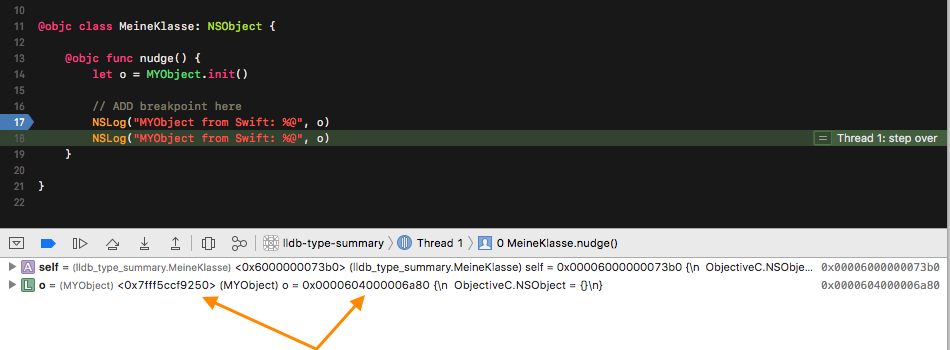 10
11 @objc class MeineKlasse: NSObject {
12
13 @objc func nudge() {
14 let o = MYObject.init()
15
16 // ADD breakpoint here
17 NSLog("MYObject from Swift: %@", o)
18 NSLog("MYObject from Swift: %@", o) = Thread 1: step over
19 }
20
21 }
22
lldb-type-summary Thread 1 0 MeineKlasse.nudge()
A self = (lldb_type_summary.MeineKlasse) <0x6000000073b0> (lldb_type_summary.MeineKlasse) self = 0x00006000000073b0 {\n ObjectiveC.NSObje... 0x00006000000073b0
L o = (MYObject) <0x7fff5ccf9250> (MYObject) o = 0x0000604000006a80 {\n ObjectiveC.NSObject = {}\n} 0x0000604000006a80